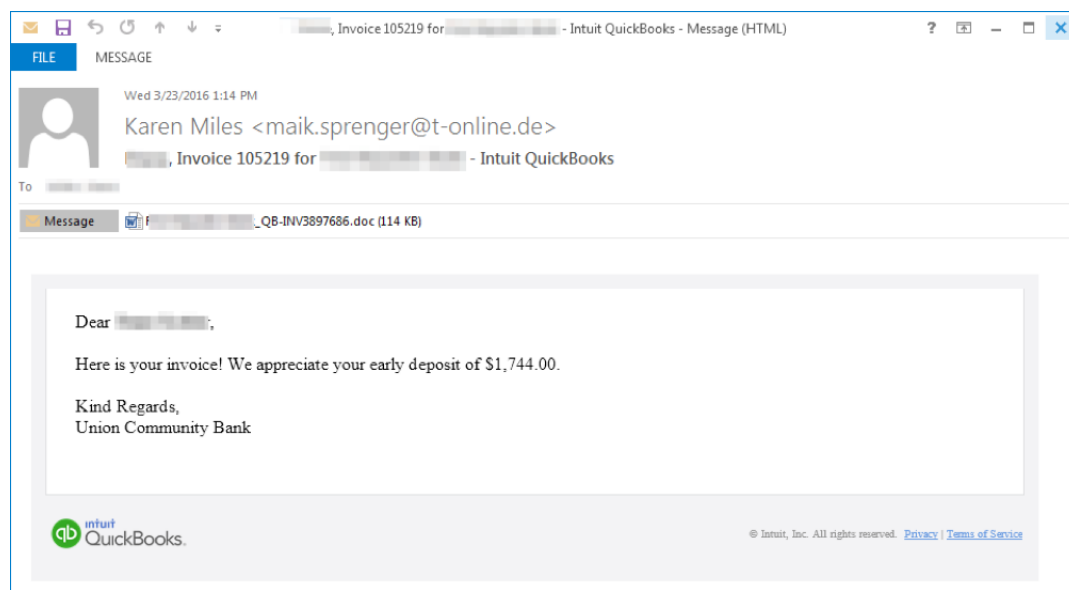 , Invoice 105219 for - Intuit QuickBooks - Message (HTML)
FILE MESSAGE
Wed 3/23/2016 1:14 PM
Karen Miles <maik.sprenger@t-online.de>
, Invoice 105219 for - Intuit QuickBooks
To
Message
_QB-INV3897686.doc (114 KB)
Dear ,
Here is your invoice! We appreciate your early deposit of $1,744.00.
Kind Regards,
Union Community Bank
qb intuit QuickBooks.
© Intuit, Inc. All rights reserved. Privacy | Terms of Service